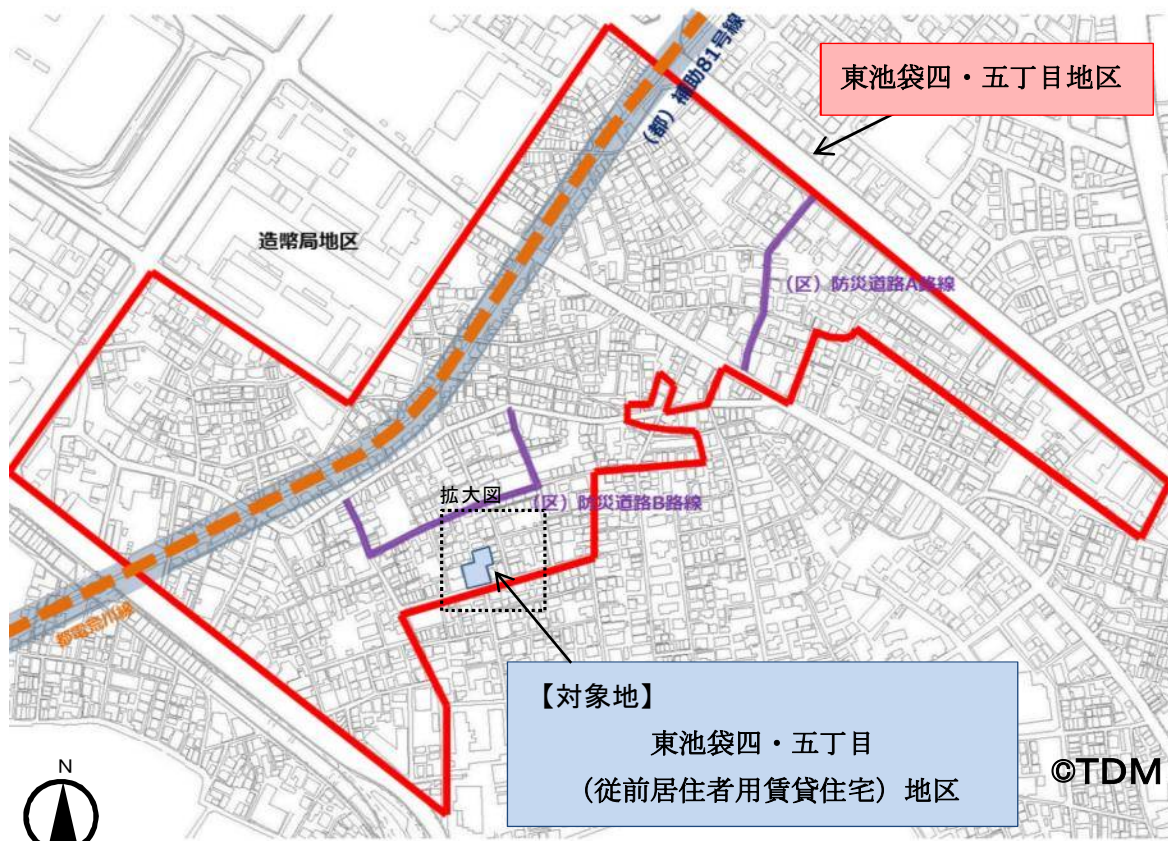 (都)補助81号線
東池袋四・五丁目地区
造幣局地区
(区)防災道路A路線
拡大図
(区)防災道路B路線
都電荒川線
【対象地】
東池袋四・五丁目
(従前居住者用賃貸住宅)地区
©TDM
N